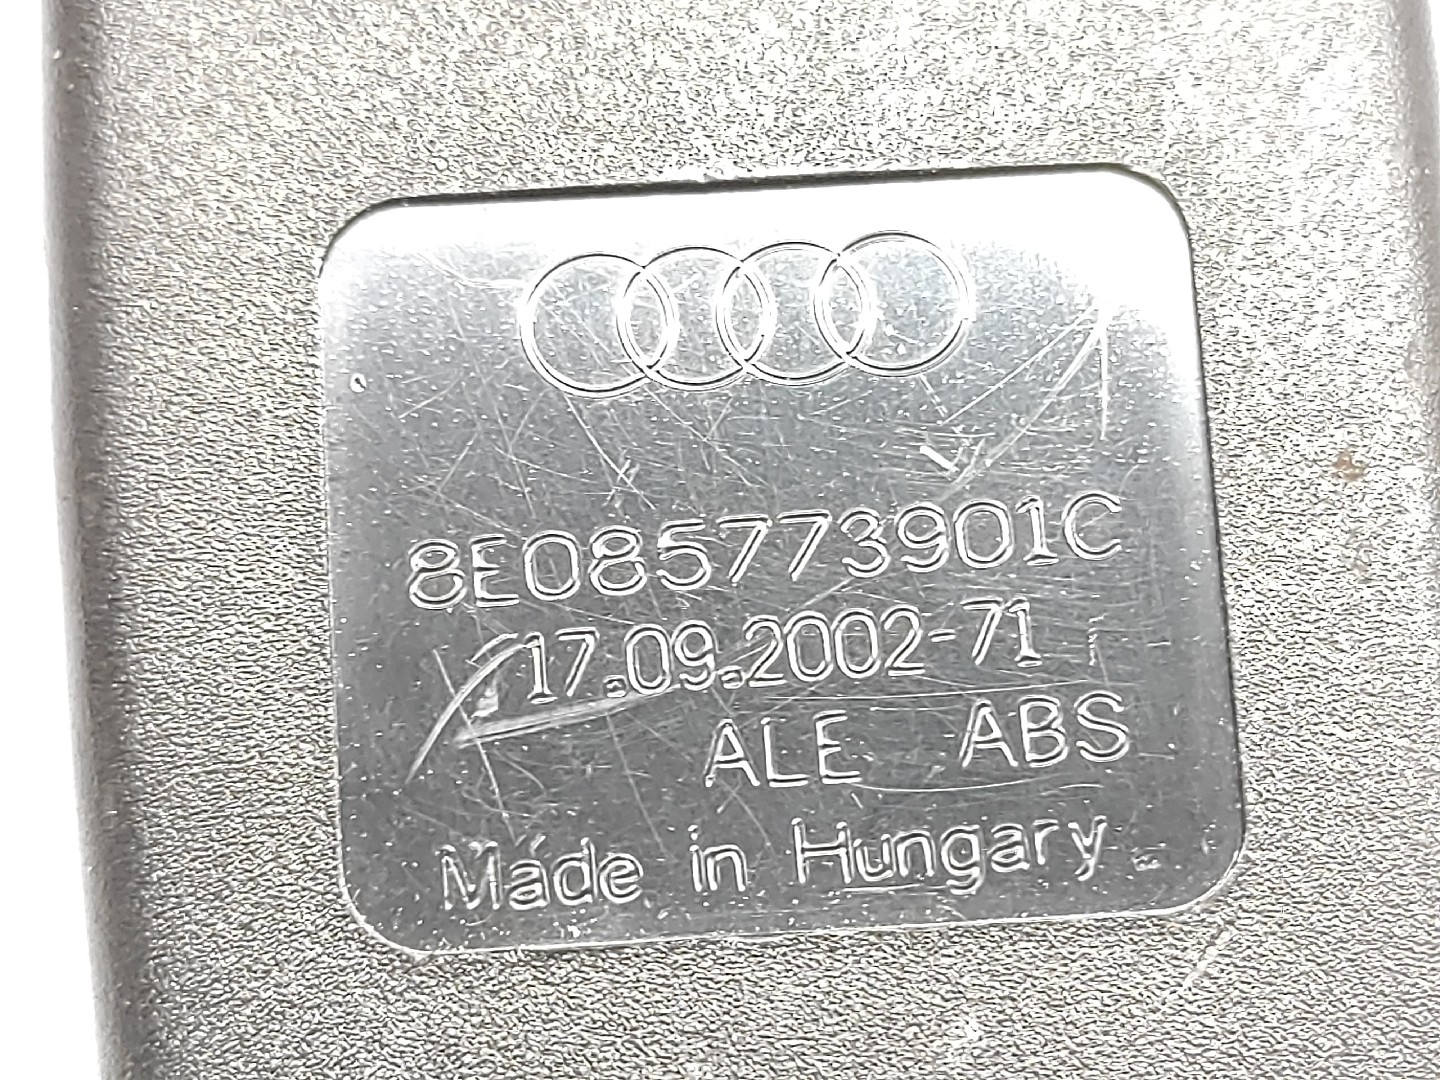 8E085773901C
17.09.2002-71
ALE ABS
Made in Hungary